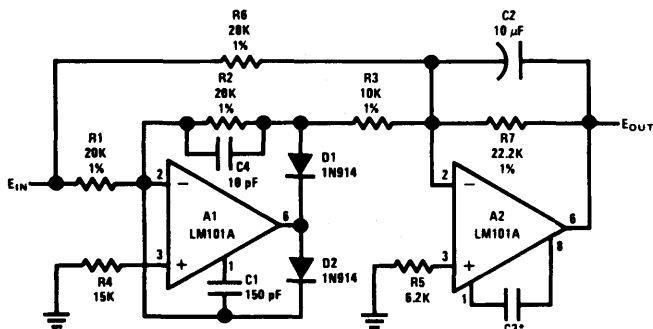 R6
20K
1%
C2
10 μF
R2
20K
1%
R3
10K
1%
R1
20K
1%
C4
10 pF
D1
1N914
R7
22.2K
1%
E_OUT
E_IN
2
A1
LM101A
6
3
1
R4
15K
C1
150 pF
D2
1N914
2
A2
LM101A
6
8
3
1
R5
6.2K